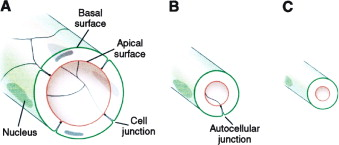 A
Basal
surface
Apical
surface
Nucleus
Cell
junction
B
Autocellular
junction
C